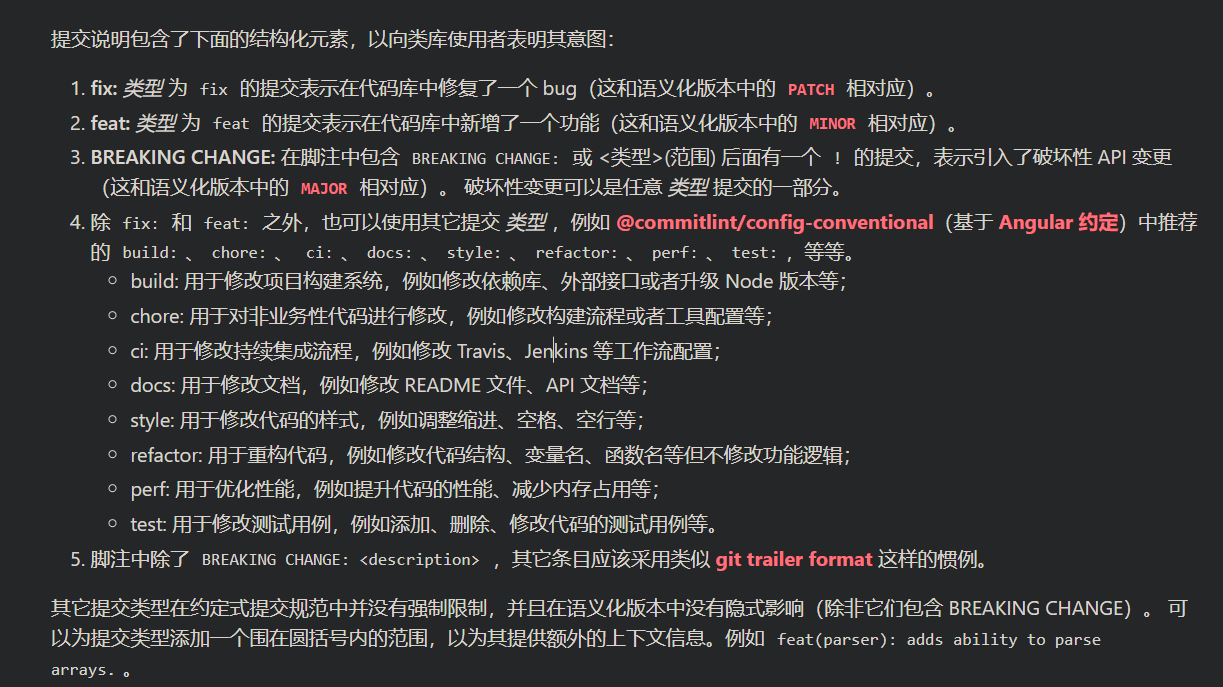 提交说明包含了下面的结构化元素，以向类库使用者表明其意图：
1. fix: 类型 为 fix 的提交表示在代码库中修复了一个 bug（这和语义化版本中的 PATCH 相对应）。
2. feat: 类型 为 feat 的提交表示在代码库中新增了一个功能（这和语义化版本中的 MINOR 相对应）。
3. BREAKING CHANGE: 在脚注中包含 BREAKING CHANGE: 或 <类型>(范围) 后面有一个 ! 的提交，表示引入了破坏性 API 变更
（这和语义化版本中的 MAJOR 相对应）。 破坏性变更可以是任意 类型 提交的一部分。
4. 除 fix: 和 feat: 之外，也可以使用其它提交 类型 ，例如 @commitlint/config-conventional（基于 Angular 约定）中推荐
的 build: 、 chore: 、 ci: 、 docs: 、 style: 、 refactor: 、 perf: 、 test: ，等等。
○ build: 用于修改项目构建系统，例如修改依赖库、外部接口或者升级 Node 版本等；
○ chore: 用于对非业务性代码进行修改，例如修改构建流程或者工具配置等；
○ ci: 用于修改持续集成流程，例如修改 Travis、Jenkins 等工作流配置；
○ docs: 用于修改文档，例如修改 README 文件、API 文档等；
○ style: 用于修改代码的样式，例如调整缩进、空格、空行等；
○ refactor: 用于重构代码，例如修改代码结构、变量名、函数名等但不修改功能逻辑；
○ perf: 用于优化性能，例如提升代码的性能、减少内存占用等；
○ test: 用于修改测试用例，例如添加、删除、修改代码的测试用例等。
5. 脚注中除了 BREAKING CHANGE: <description> ，其它条目应该采用类似 git trailer format 这样的惯例。
其它提交类型在约定式提交规范中并没有强制限制，并且在语义化版本中没有隐式影响（除非它们包含 BREAKING CHANGE）。 可
以为提交类型添加一个围在圆括号内的范围，以为其提供额外的上下文信息。例如 feat(parser): adds ability to parse
arrays. 。